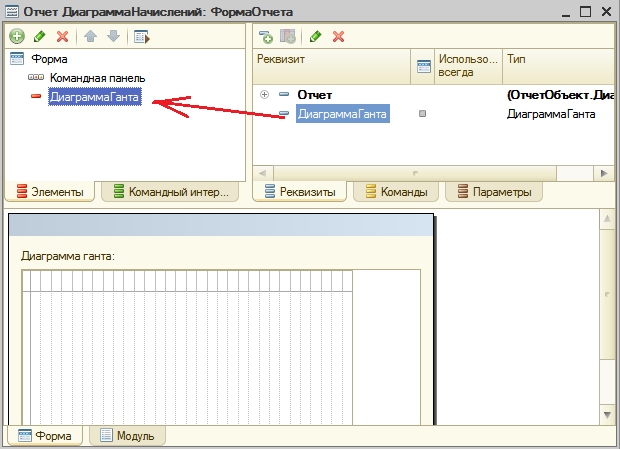 Отчет ДиаграммаНачислений: ФормаОтчета
Форма
Командная панель
ДиаграммаГанта
Элементы
Командный интер...
Реквизит
Использо... всегда
Тип
Отчет
(ОтчетОбъект.Диа
ДиаграммаГанта
ДиаграммаГанта
Реквизиты
Команды
Параметры
Диаграмма ганта:
Форма
Модуль